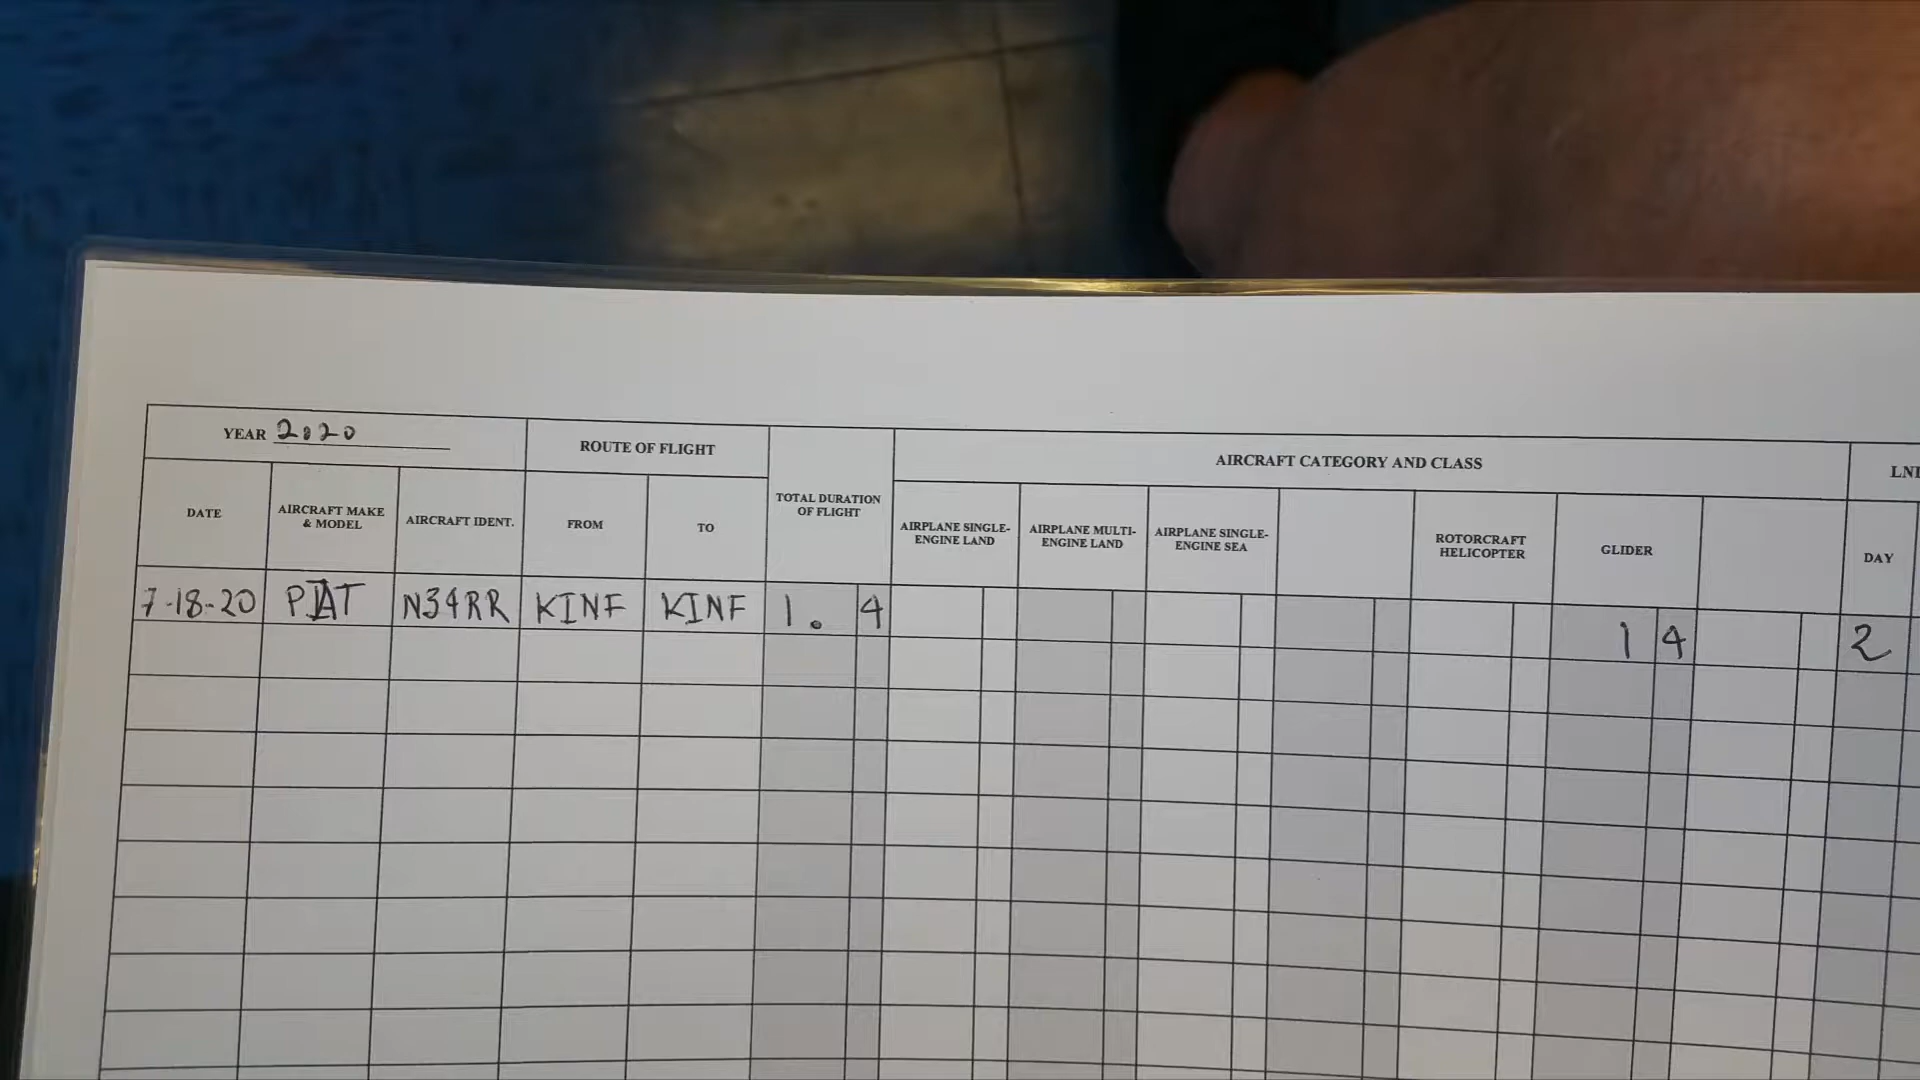 YEAR 2020
ROUTE OF FLIGHT
AIRCRAFT CATEGORY AND CLASS
LNI
DATE
AIRCRAFT MAKE
& MODEL
AIRCRAFT IDENT.
FROM
TO
TOTAL DURATION
OF FLIGHT
AIRPLANE SINGLE-
ENGINE LAND
AIRPLANE MULTI-
ENGINE LAND
AIRPLANE SINGLE-
ENGINE SEA
ROTORCRAFT
HELICOPTER
GLIDER
DAY
7-18-20 N34RR KINF KINF 1. 4 1 4 2